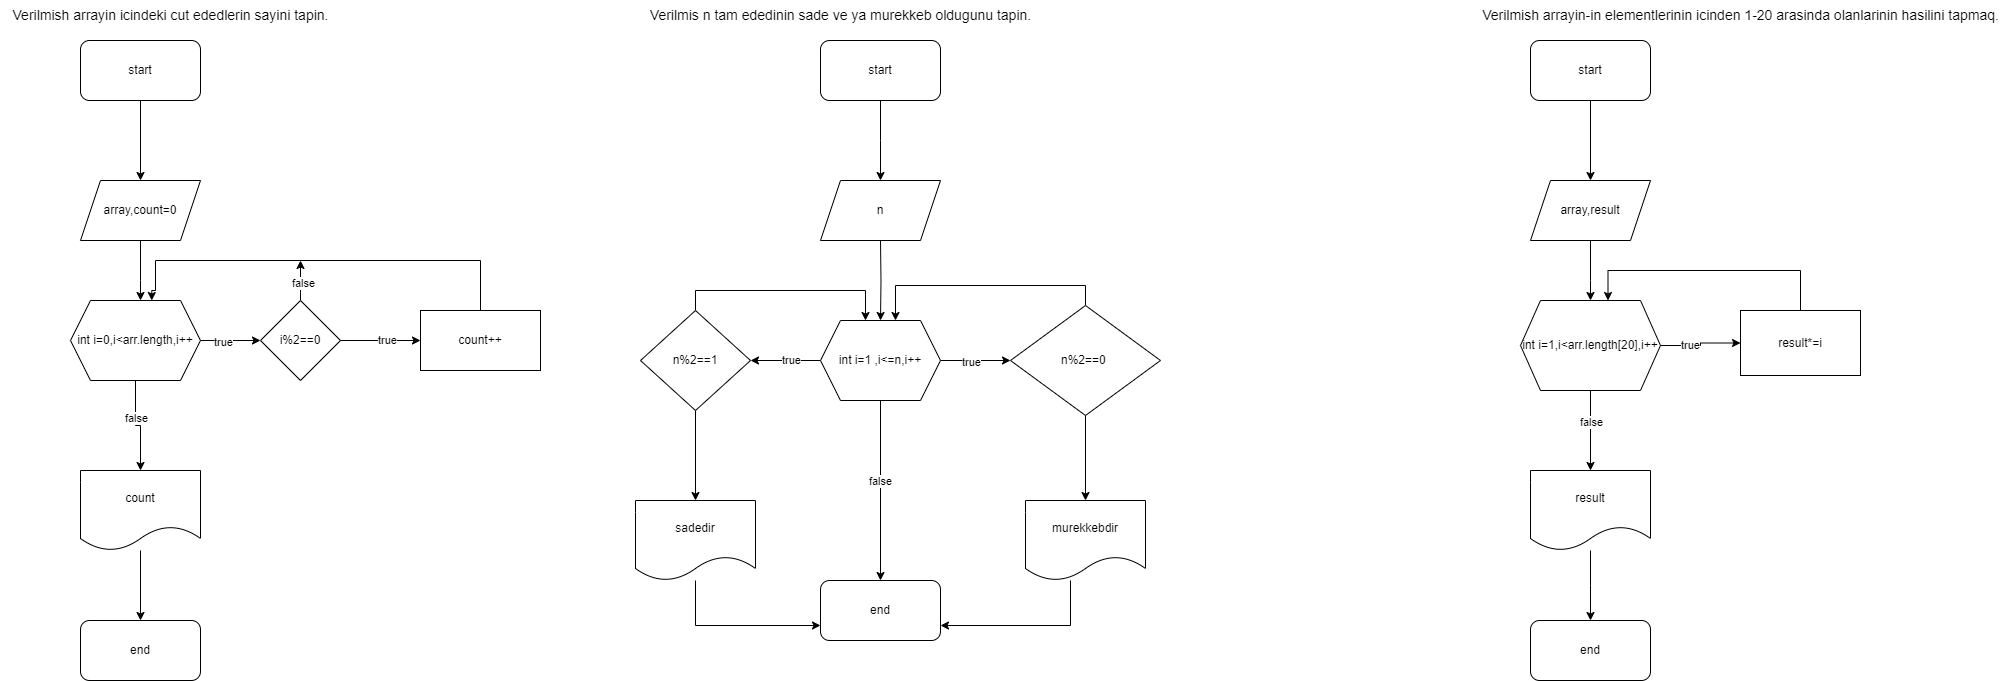 Verilmish arrayin icindeki cut ededlerin sayini tapin.
start
array,count=0
int i=0,i<arr.length,i++
true
i%2==0
false
true
count++
false
count
end
Verilmis n tam ededinin sade ve ya murekkeb oldugunu tapin.
start
n
n%2==1
true
int i=1 ,i<=n,i++
true
n%2==0
sadedir
false
murekkebdir
end
Verilmish arrayin-in elementlerinin icinden 1-20 arasinda olanlarinin hasilini tapmaq.
start
array,result
int i=1,i<arr.length[20],i++
true
result*=i
false
result
end